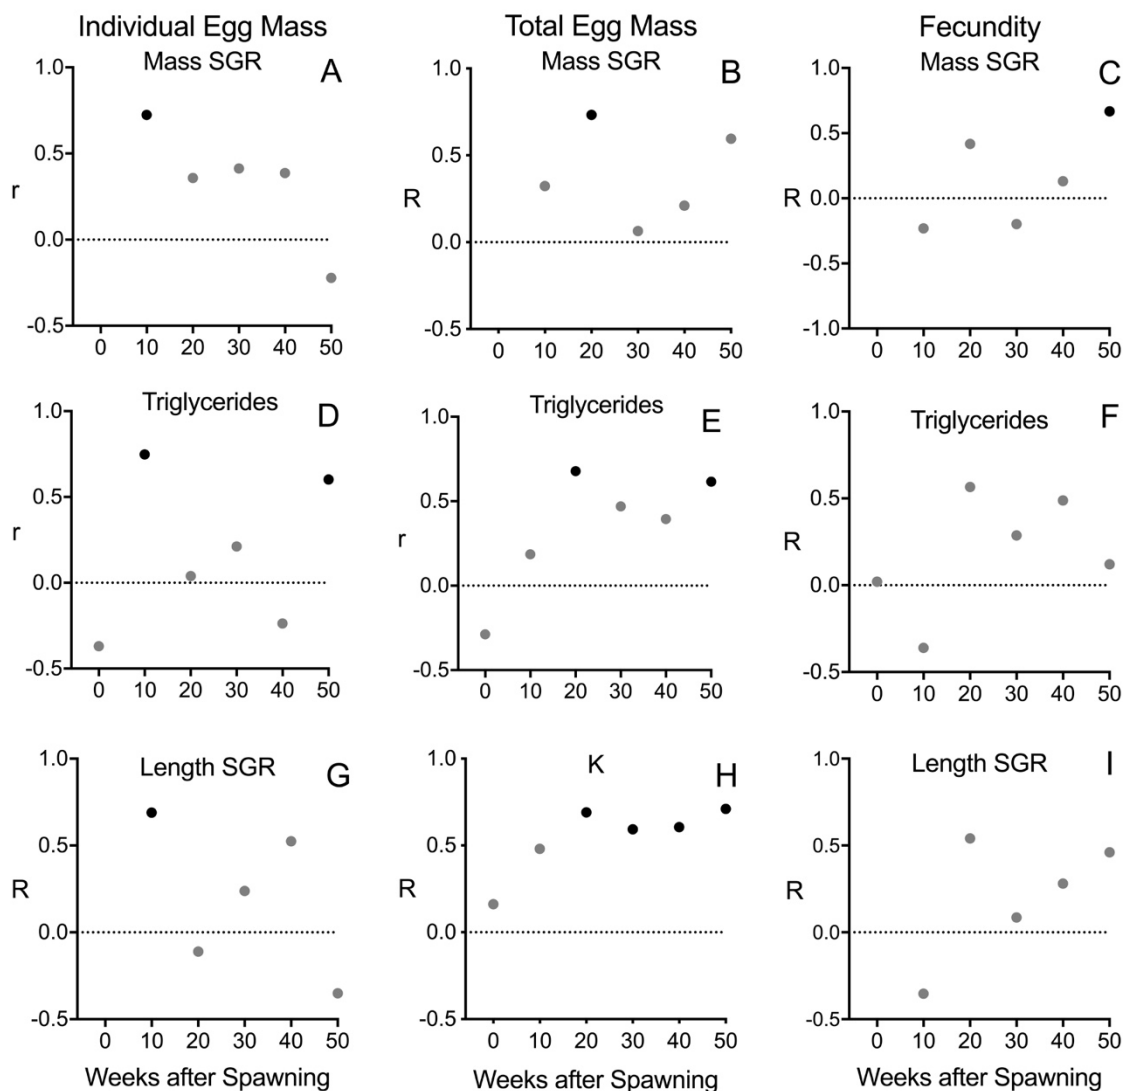 Individual Egg Mass
Total Egg Mass
Fecundity
Mass SGR
A
1.0
0.5
r
0.0
-0.5
0 10 20 30 40 50
Mass SGR
B
1.0
0.5
R
0.0
-0.5
0 10 20 30 40 50
Mass SGR
C
1.0
0.5
R
0.0
-0.5
-1.0
0 10 20 30 40 50
Triglycerides
D
1.0
0.5
r
0.0
-0.5
0 10 20 30 40 50
Triglycerides
E
1.0
0.5
r
0.0
-0.5
0 10 20 30 40 50
Triglycerides
F
1.0
0.5
R
0.0
-0.5
0 10 20 30 40 50
Length SGR
G
1.0
0.5
R
0.0
-0.5
0 10 20 30 40 50
Weeks after Spawning
K
H
1.0
0.5
R
0.0
-0.5
0 10 20 30 40 50
Weeks after Spawning
Length SGR
I
1.0
0.5
R
0.0
-0.5
0 10 20 30 40 50
Weeks after Spawning